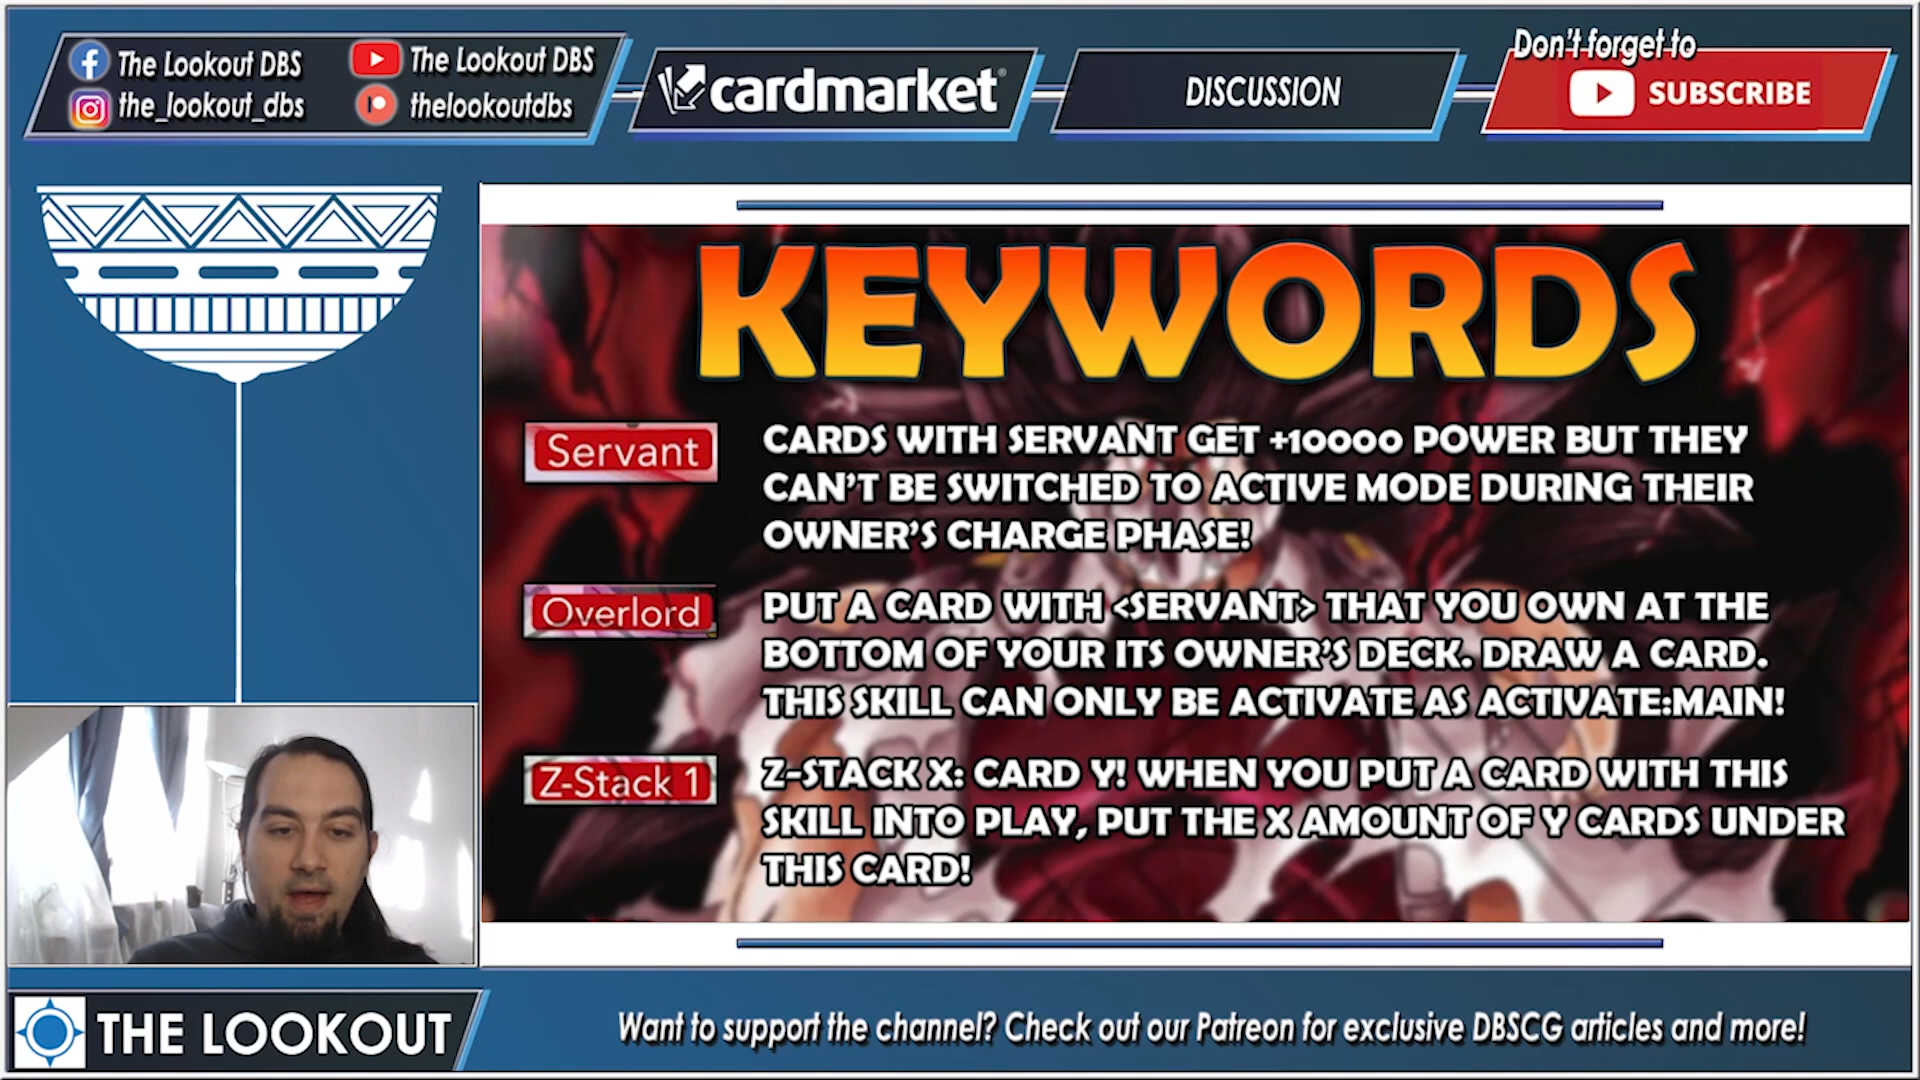 The Lookout DBS
The Lookout DBS
the_lookout_dbs
thelookoutdbs
cardmarket
DISCUSSION
Don't forget to
SUBSCRIBE
KEYWORDS
Servant
CARDS WITH SERVANT GET +10000 POWER BUT THEY
CAN'T BE SWITCHED TO ACTIVE MODE DURING THEIR
OWNER'S CHARGE PHASE!
Overlord
PUT A CARD WITH <SERVANT> THAT YOU OWN AT THE
BOTTOM OF YOUR ITS OWNER'S DECK. DRAW A CARD.
THIS SKILL CAN ONLY BE ACTIVATE AS ACTIVATE:MAIN!
Z-Stack 1
Z-STACK X: CARD Y! WHEN YOU PUT A CARD WITH THIS
SKILL INTO PLAY, PUT THE X AMOUNT OF Y CARDS UNDER
THIS CARD!
THE LOOKOUT
Want to support the channel? Check out our Patreon for exclusive DBSCG articles and more!